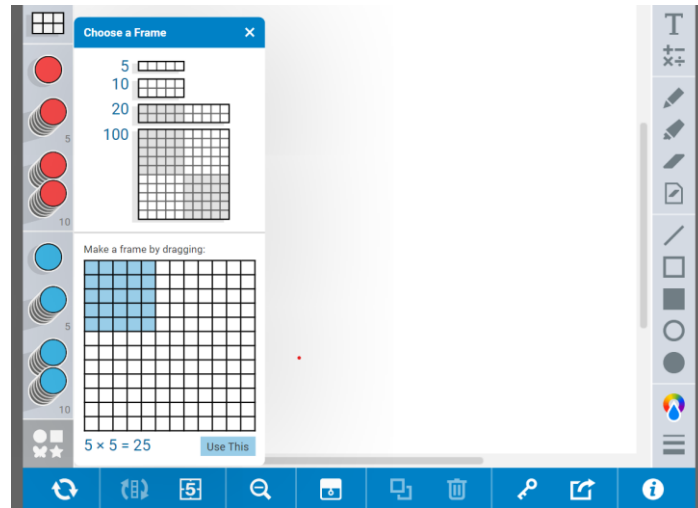 Choose a Frame ×
5
10
20
100
5
10
Make a frame by dragging:
5
10
5 × 5 = 25 Use This
T
+−
×÷
5
i